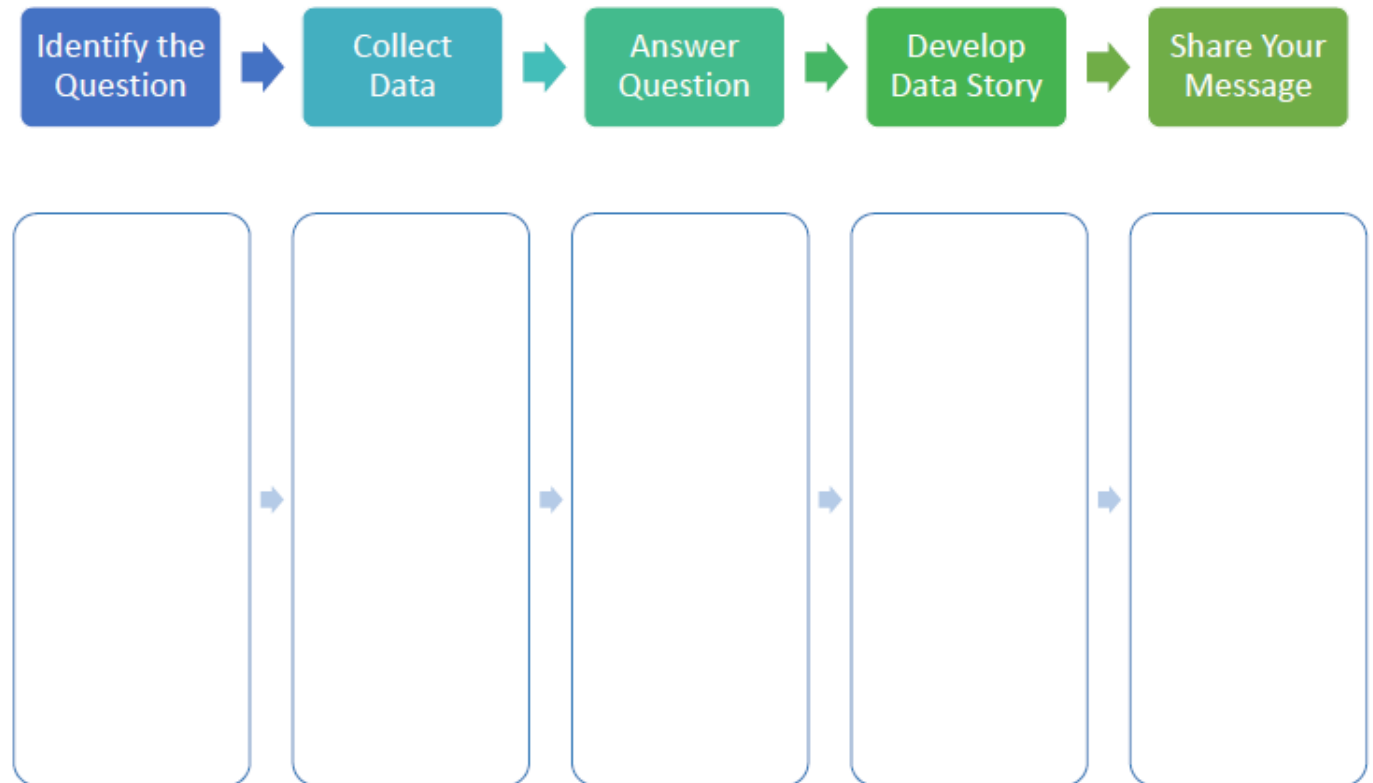 Identify the
Question
Collect
Data
Answer
Question
Develop
Data Story
Share Your
Message